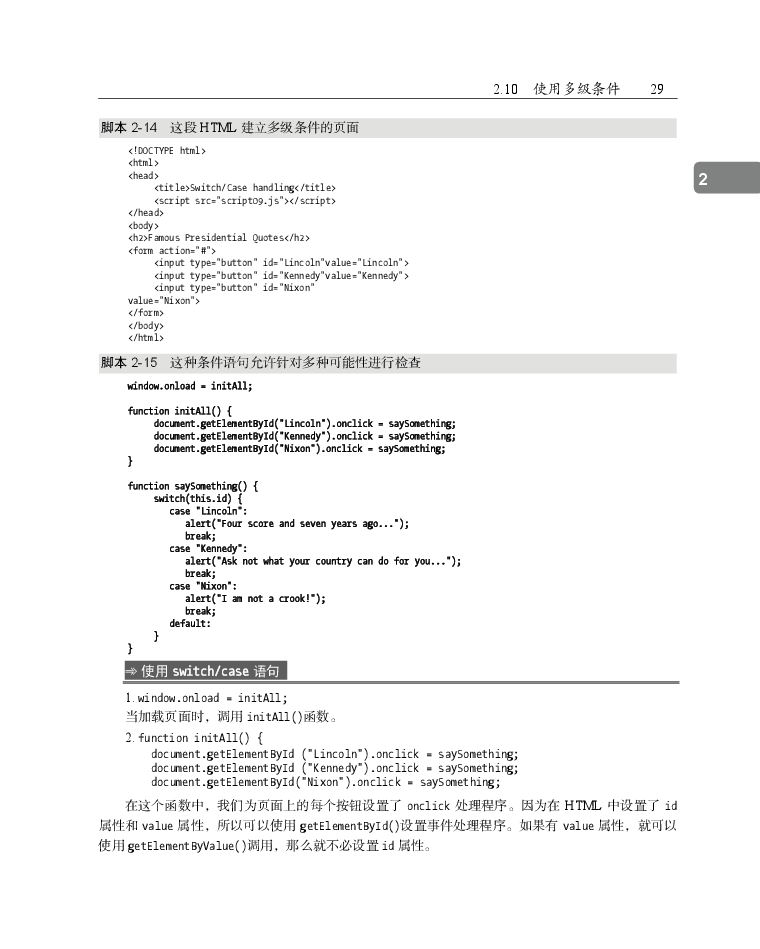 2.10 使用多级条件 29
脚本 2-14 这段 HTML 建立多级条件的页面
<!DOCTYPE html>
<html>
<head>
<title>Switch/Case handling</title>
<script src="script09.js"></script>
</head>
2
<body>
<h2>Famous Presidential Quotes</h2>
<form action="#">
<input type="button" id="Lincoln"value="Lincoln">
<input type="button" id="Kennedy"value="Kennedy">
<input type="button" id="Nixon"
value="Nixon">
</form>
</body>
</html>
脚本 2-15 这种条件语句允许针对多种可能性进行检查
window.onload = initAll;
function initAll() {
document.getElementById("Lincoln").onclick = saySomething;
document.getElementById("Kennedy").onclick = saySomething;
document.getElementById("Nixon").onclick = saySomething;
}
function saySomething() {
switch(this.id) {
case "Lincoln":
alert("Four score and seven years ago...");
break;
case "Kennedy":
alert("Ask not what your country can do for you...");
break;
case "Nixon":
alert("I am not a crook!");
break;
default:
}
}
➾ 使用 switch/case 语句
1. window.onload = initAll;
当加载页面时，调用 initAll()函数。
2. function initAll() {
document.getElementById ("Lincoln").onclick = saySomething;
document.getElementById ("Kennedy").onclick = saySomething;
document.getElementById("Nixon").onclick = saySomething;
在这个函数中，我们为页面上的每个按钮设置了 onclick 处理程序。因为在 HTML 中设置了 id
属性和 value 属性，所以可以使用 getElementById()设置事件处理程序。如果有 value 属性，就可以
使用 getElementByValue()调用，那么就不必设置 id 属性。